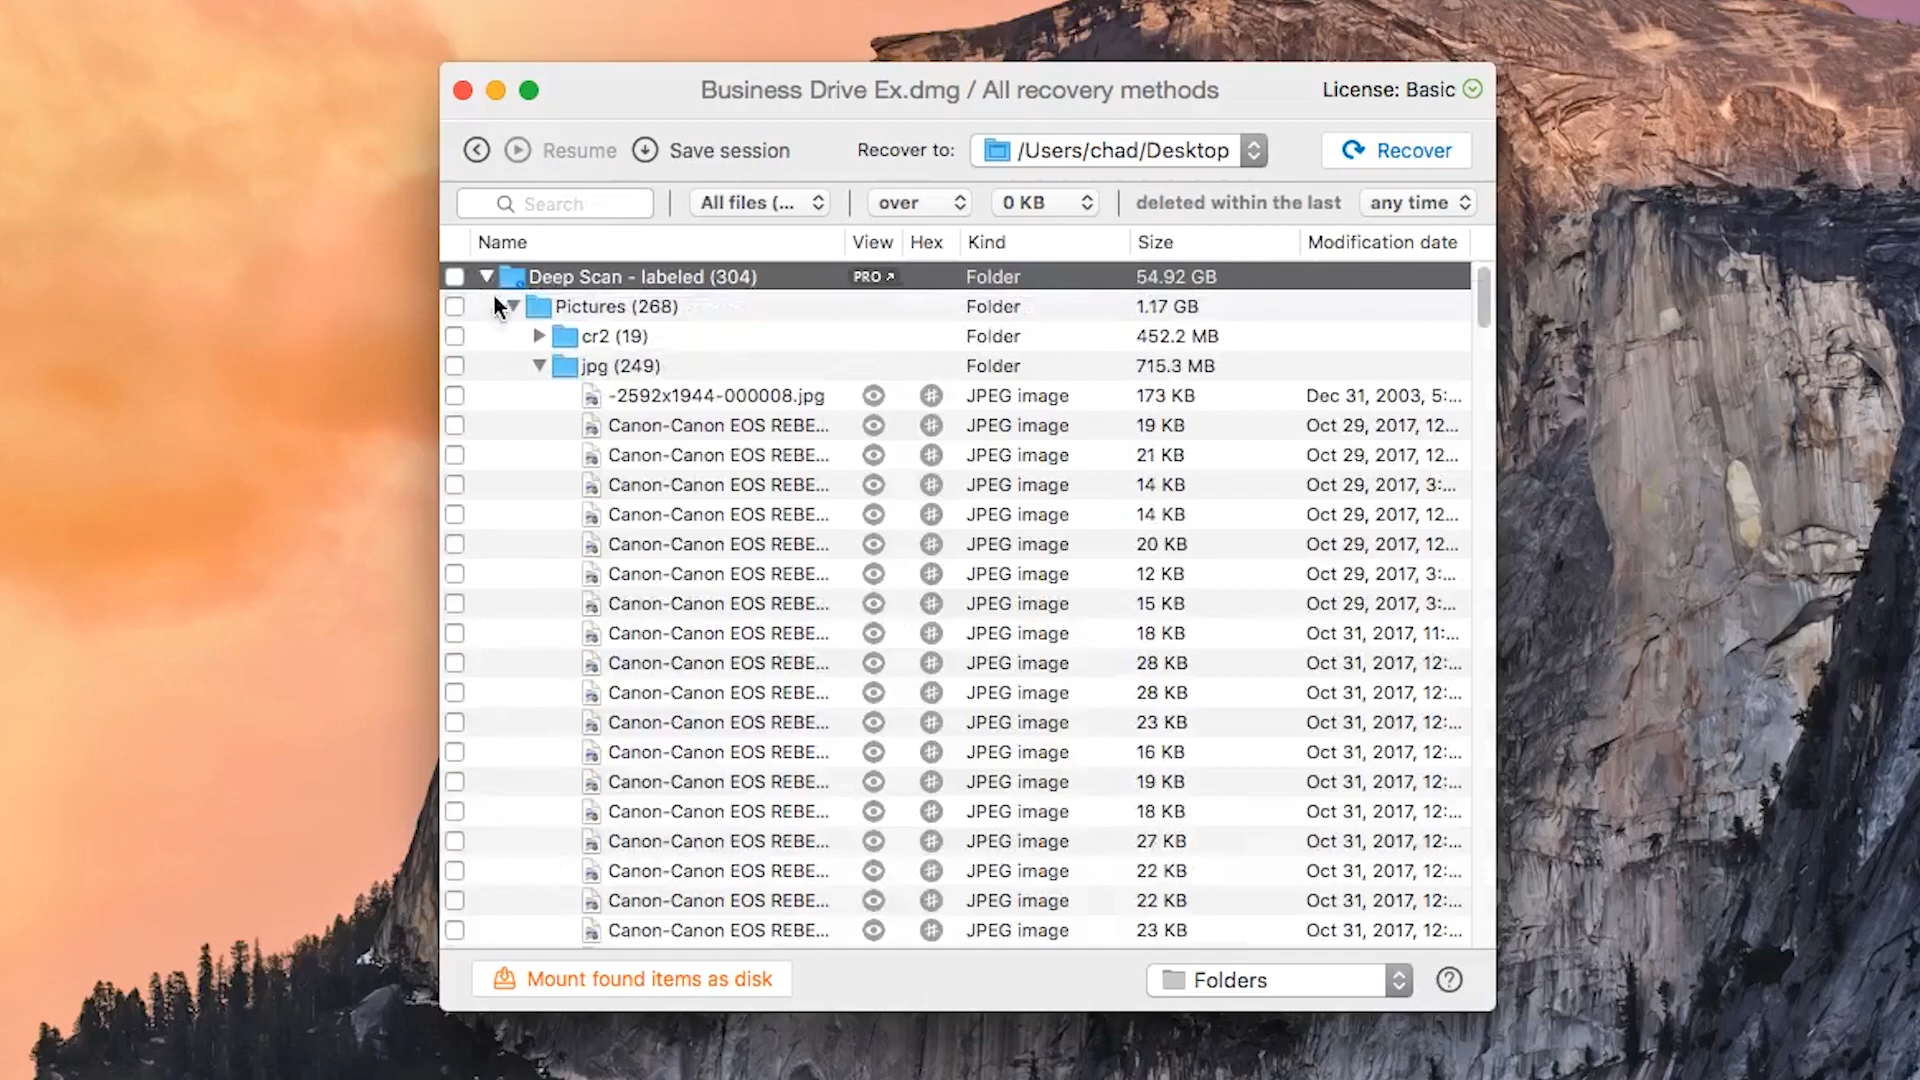 Business Drive Ex.dmg / All recovery methods
License: Basic
Resume
Save session
Recover to:
/Users/chad/Desktop
Recover
Search
All files (...
over
0 KB
deleted within the last
any time
Name View Hex Kind Size Modification date
Deep Scan - labeled (304) PRO Folder 54.92 GB
Pictures (268) Folder 1.17 GB
cr2 (19) Folder 452.2 MB
jpg (249) Folder 715.3 MB
-2592x1944-000008.jpg JPEG image 173 KB Dec 31, 2003, 5:...
Canon-Canon EOS REBE... JPEG image 19 KB Oct 29, 2017, 12...
Canon-Canon EOS REBE... JPEG image 21 KB Oct 29, 2017, 12...
Canon-Canon EOS REBE... JPEG image 14 KB Oct 29, 2017, 3:...
Canon-Canon EOS REBE... JPEG image 14 KB Oct 29, 2017, 12...
Canon-Canon EOS REBE... JPEG image 20 KB Oct 29, 2017, 12...
Canon-Canon EOS REBE... JPEG image 12 KB Oct 29, 2017, 3:...
Canon-Canon EOS REBE... JPEG image 15 KB Oct 29, 2017, 3:...
Canon-Canon EOS REBE... JPEG image 18 KB Oct 31, 2017, 11:...
Canon-Canon EOS REBE... JPEG image 28 KB Oct 31, 2017, 12:...
Canon-Canon EOS REBE... JPEG image 28 KB Oct 31, 2017, 12:...
Canon-Canon EOS REBE... JPEG image 23 KB Oct 31, 2017, 12:...
Canon-Canon EOS REBE... JPEG image 16 KB Oct 31, 2017, 12:...
Canon-Canon EOS REBE... JPEG image 19 KB Oct 31, 2017, 12:...
Canon-Canon EOS REBE... JPEG image 18 KB Oct 31, 2017, 12:...
Canon-Canon EOS REBE... JPEG image 27 KB Oct 31, 2017, 12:...
Canon-Canon EOS REBE... JPEG image 22 KB Oct 31, 2017, 12:...
Canon-Canon EOS REBE... JPEG image 22 KB Oct 31, 2017, 12:...
Canon-Canon EOS REBE... JPEG image 23 KB Oct 31, 2017, 12:...
Mount found items as disk
Folders